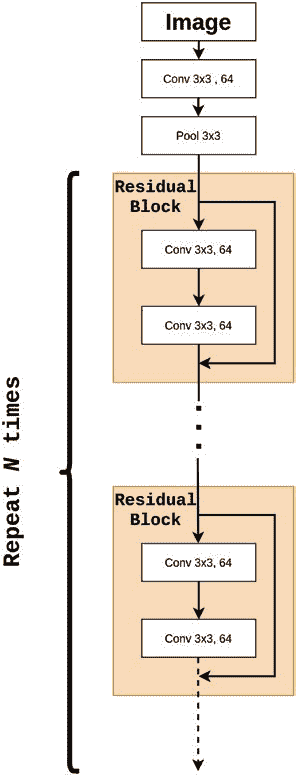 Image
Conv 3x3 , 64
Pool 3x3
Residual
Block
Conv 3x3, 64
Conv 3x3, 64
Repeat N times
Residual
Block
Conv 3x3, 64
Conv 3x3, 64